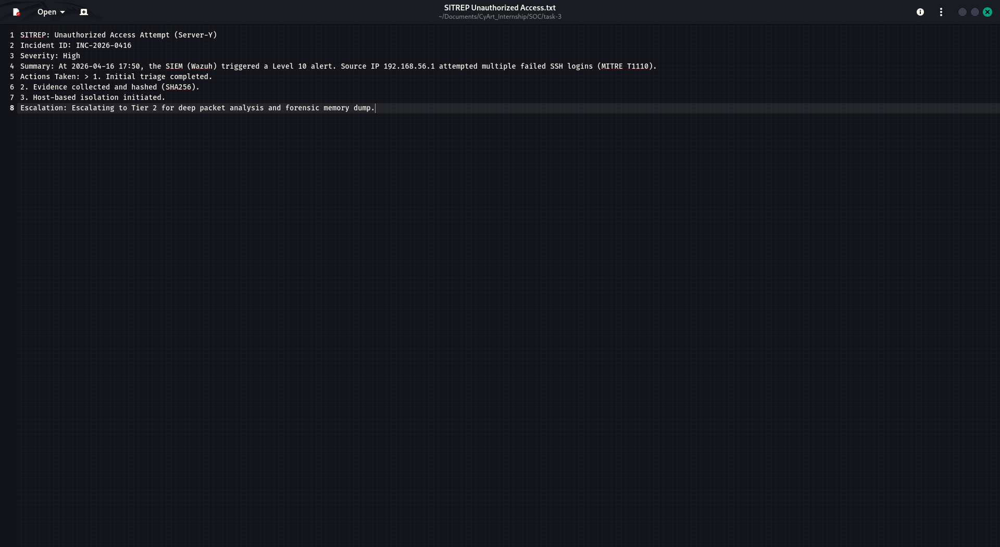 Open
SITREP Unauthorized Access.txt
~/Documents/CyArt_Internship/SOC/task-3
1 SITREP: Unauthorized Access Attempt (Server-Y)
2 Incident ID: INC-2026-0416
3 Severity: High
4 Summary: At 2026-04-16 17:50, the SIEM (Wazuh) triggered a Level 10 alert. Source IP 192.168.56.1 attempted multiple failed SSH logins (MITRE T1110).
5 Actions Taken: > 1. Initial triage completed.
6 2. Evidence collected and hashed (SHA256).
7 3. Host-based isolation initiated.
8 Escalation: Escalating to Tier 2 for deep packet analysis and forensic memory dump.